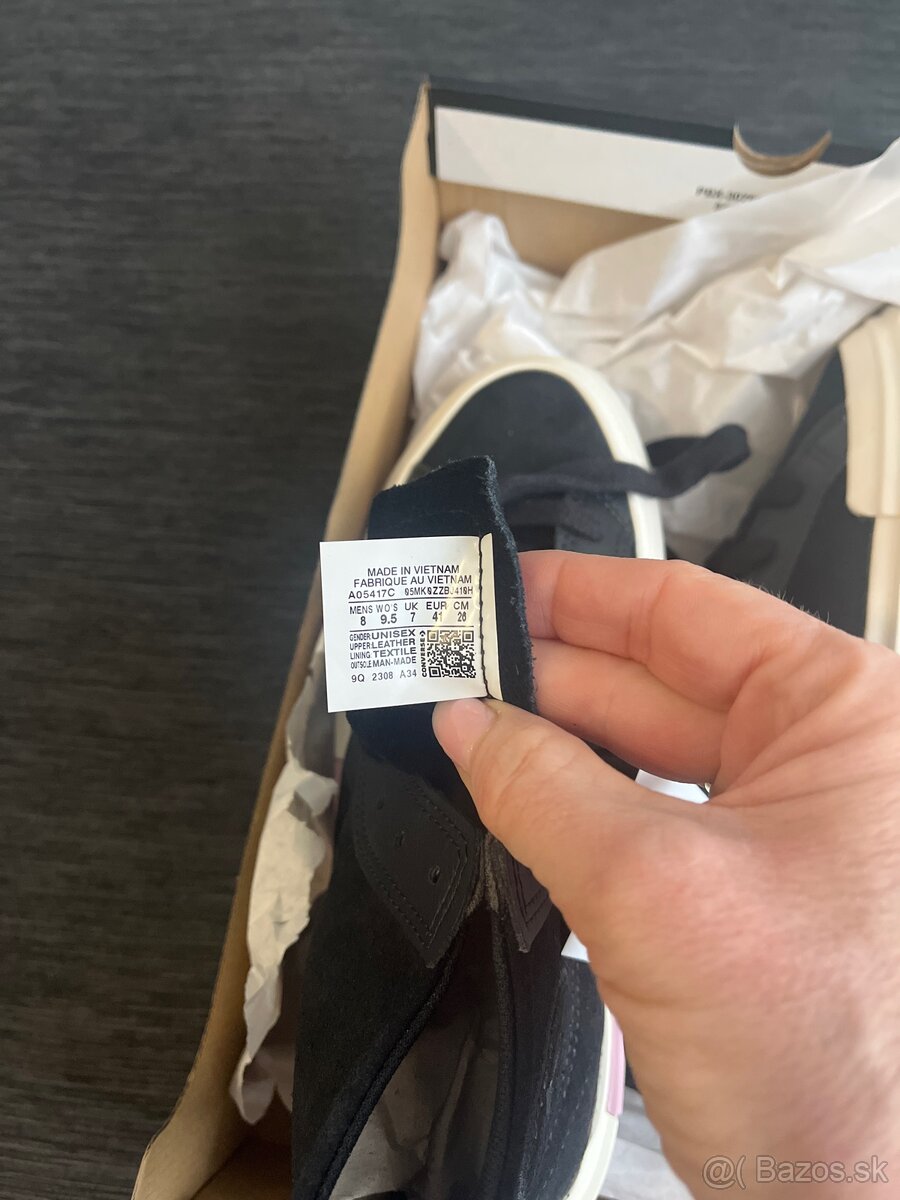 MADE IN VIETNAM
FABRIQUE AU VIETNAM
A05417C 05MK0ZZBJ410H
MENS WO'S UK EUR CM
8 9.5 7 41 26
GENDER UNISEX
UPPER LEATHER
LINING TEXTILE
OUTSOLE MAN-MADE
CONVERSE
9Q 2308 A34
@( Bazos.sk